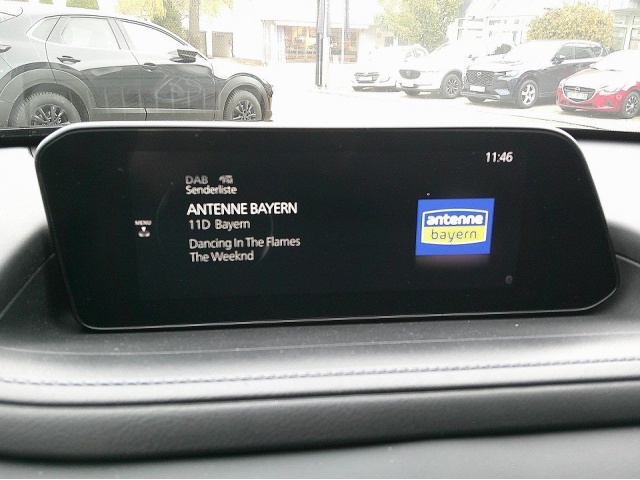 11:46
DAB
Senderliste
ANTENNE BAYERN
11D Bayern
Dancing In The Flames
The Weeknd
MENU
antenne
bayern